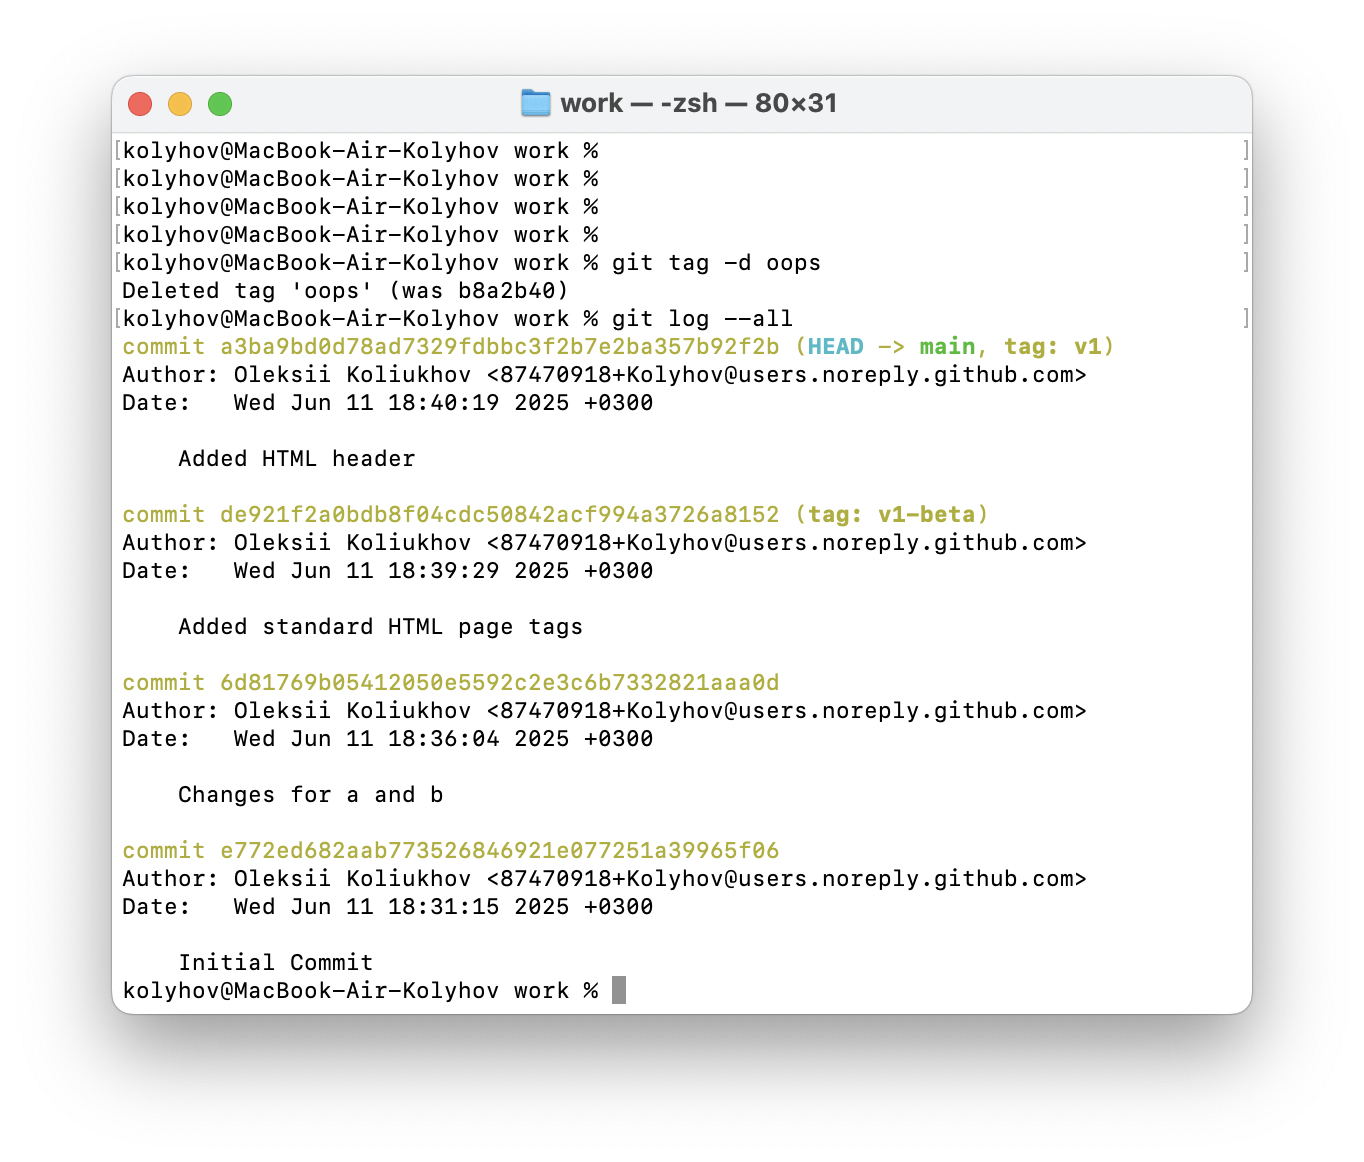 work — -zsh — 80×31
[kolyhov@MacBook-Air-Kolyhov work % ]
[kolyhov@MacBook-Air-Kolyhov work % ]
[kolyhov@MacBook-Air-Kolyhov work % ]
[kolyhov@MacBook-Air-Kolyhov work % ]
[kolyhov@MacBook-Air-Kolyhov work % git tag -d oops ]
Deleted tag 'oops' (was b8a2b40)
[kolyhov@MacBook-Air-Kolyhov work % git log --all ]
commit a3ba9bd0d78ad7329fdbbc3f2b7e2ba357b92f2b (HEAD -> main, tag: v1)
Author: Oleksii Koliukhov <87470918+Kolyhov@users.noreply.github.com>
Date:   Wed Jun 11 18:40:19 2025 +0300
    Added HTML header
commit de921f2a0bdb8f04cdc50842acf994a3726a8152 (tag: v1-beta)
Author: Oleksii Koliukhov <87470918+Kolyhov@users.noreply.github.com>
Date:   Wed Jun 11 18:39:29 2025 +0300
    Added standard HTML page tags
commit 6d81769b05412050e5592c2e3c6b7332821aaa0d
Author: Oleksii Koliukhov <87470918+Kolyhov@users.noreply.github.com>
Date:   Wed Jun 11 18:36:04 2025 +0300
    Changes for a and b
commit e772ed682aab773526846921e077251a39965f06
Author: Oleksii Koliukhov <87470918+Kolyhov@users.noreply.github.com>
Date:   Wed Jun 11 18:31:15 2025 +0300
    Initial Commit
kolyhov@MacBook-Air-Kolyhov work %